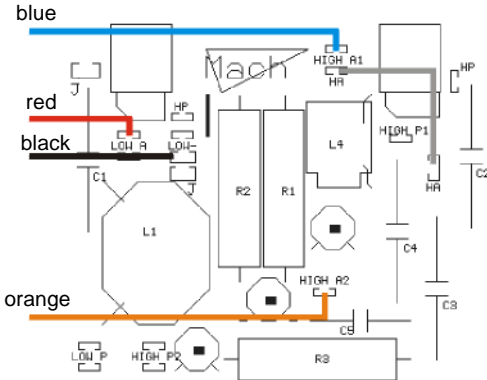 blue
Mach
HIGH A1
HP
HA
J
red
HP
HIGH P1
black
LOW A
LOW-
L4
C1
HA
C2
J
R2
R1
L1
C4
orange
HIGH A2
C3
C5
LOW P
HIGH P2
R3